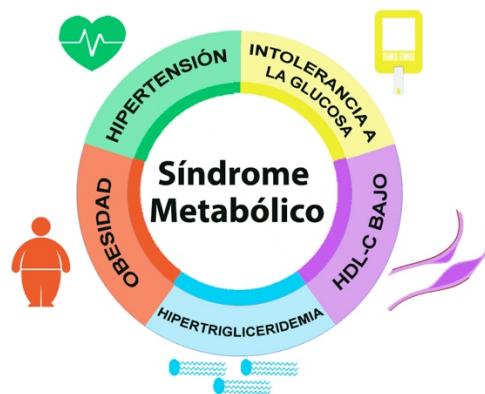 Síndrome
Metabólico
HIPERTENSIÓN
INTOLERANCIA A
LA GLUCOSA
HDL-C BAJO
HIPERTRIGLICERIDEMIA
OBESIDAD